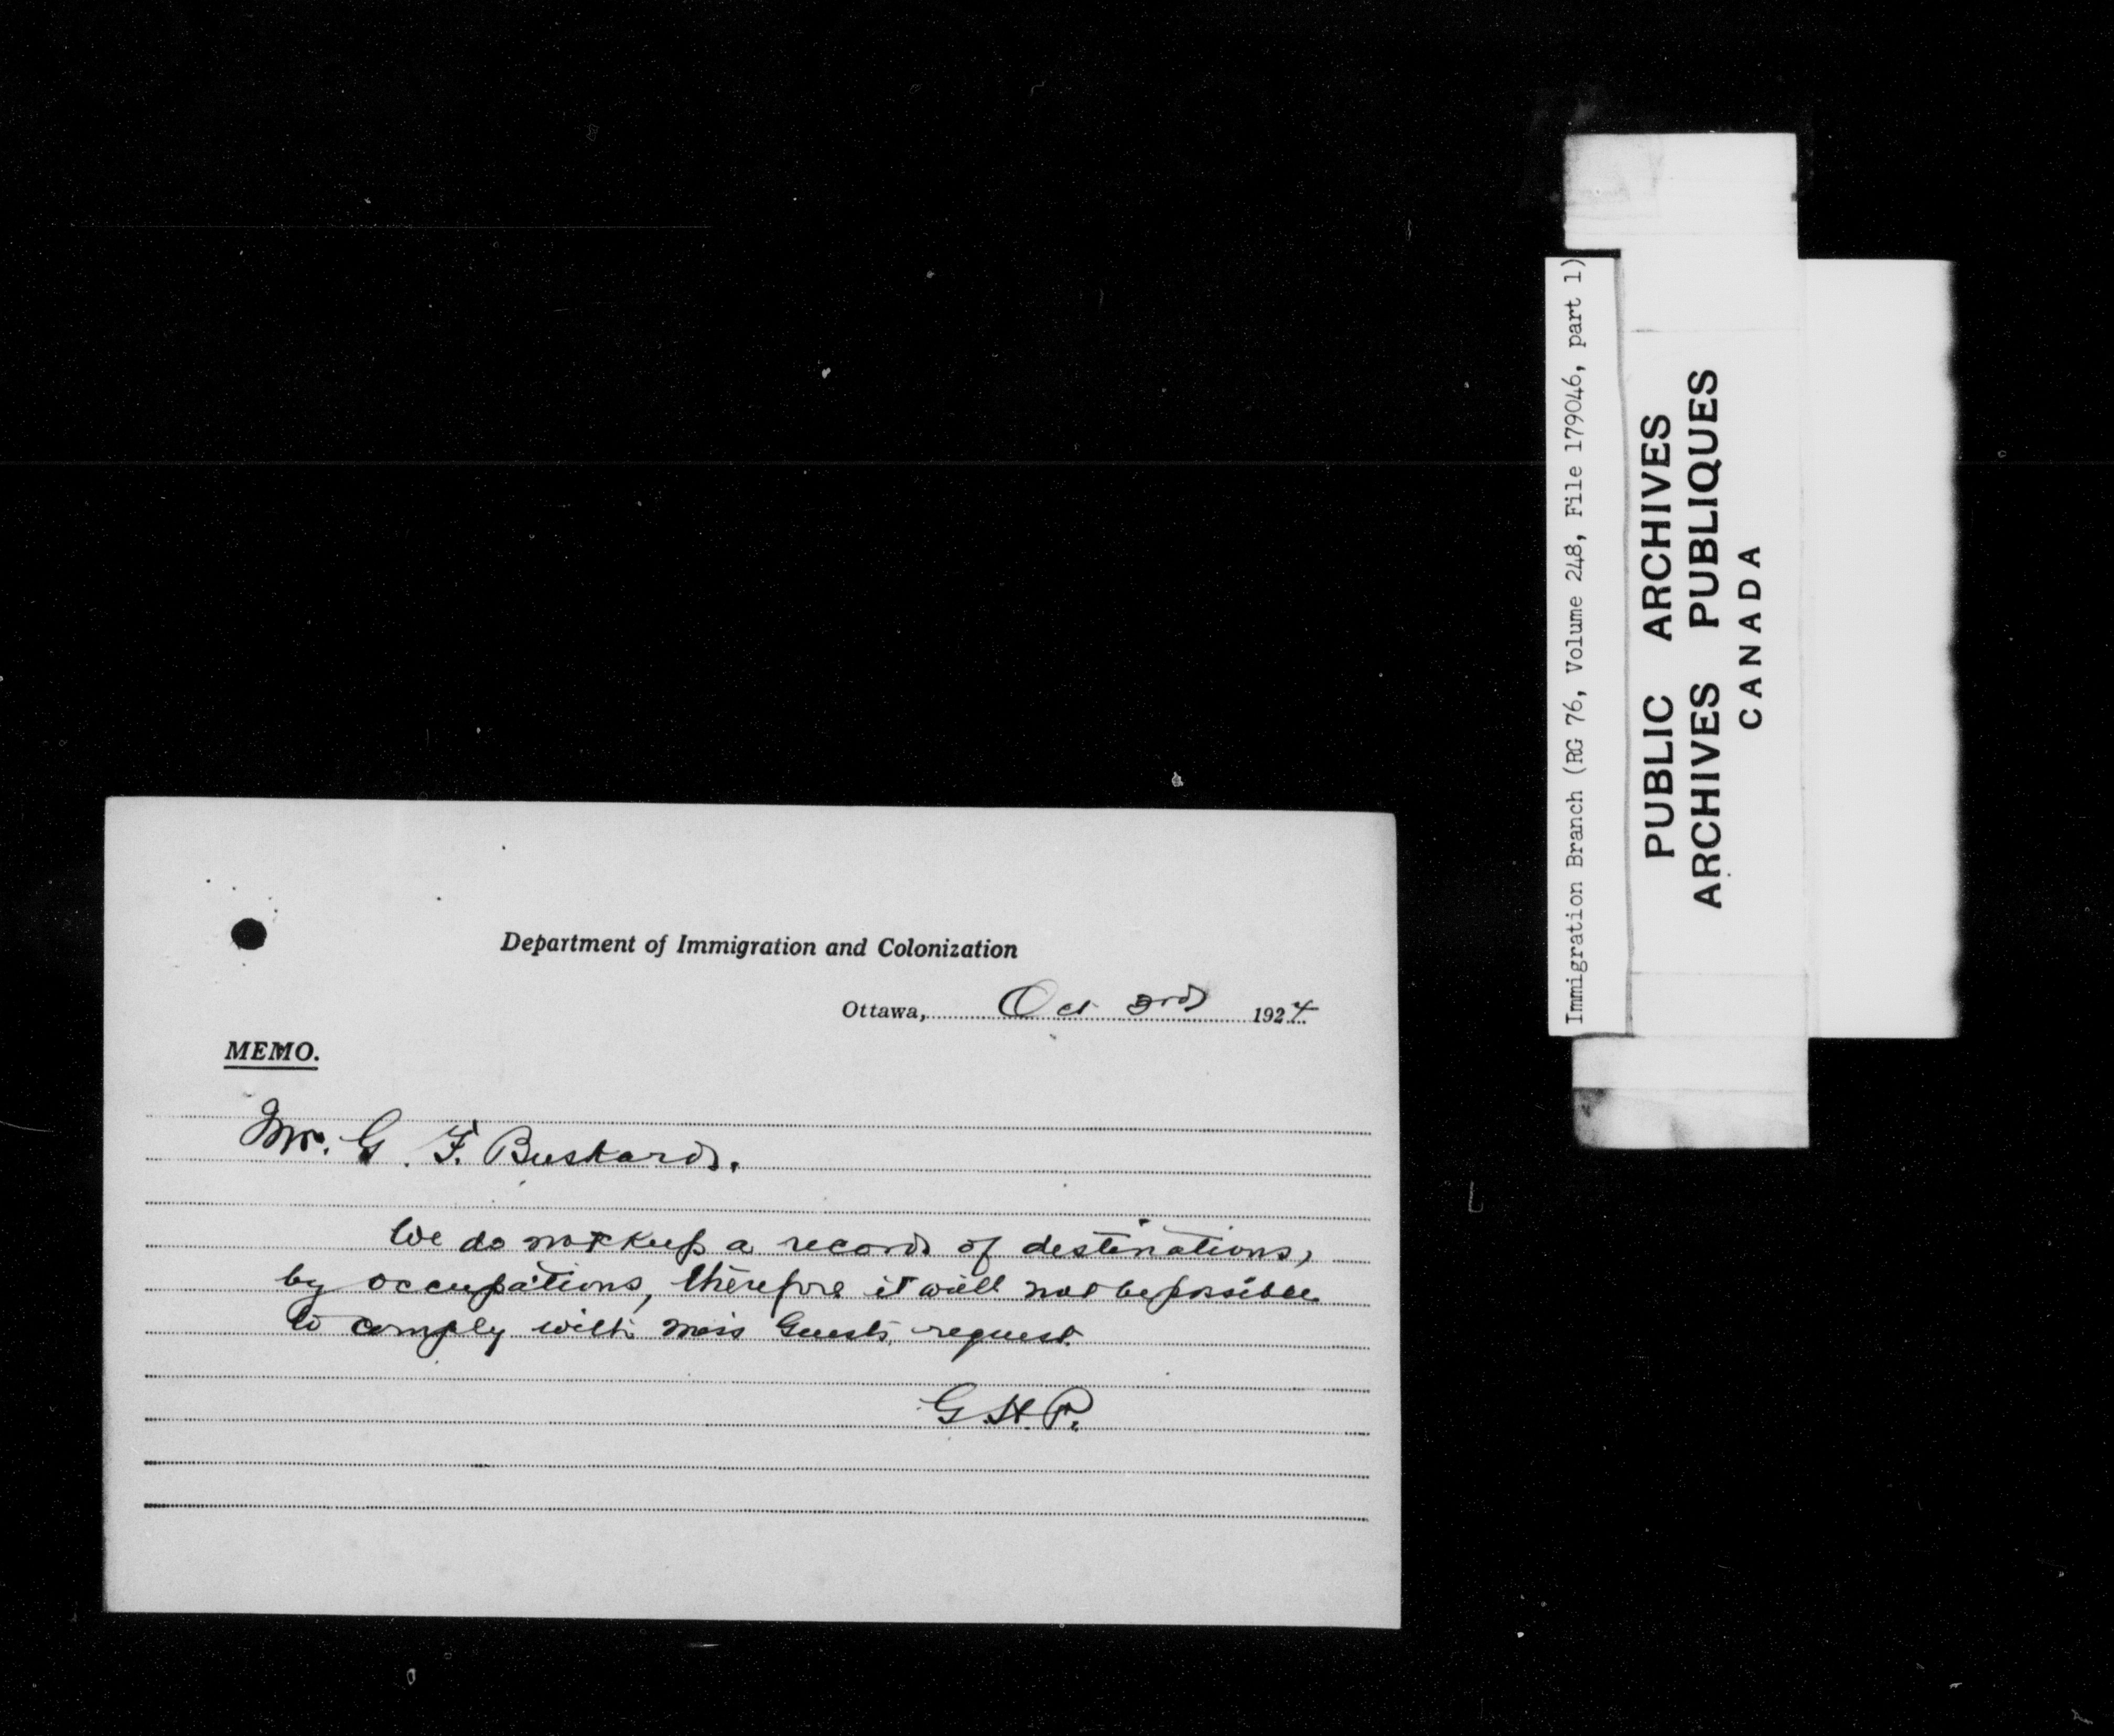 Department of Immigration and Colonization
Ottawa, Oct 3rd 1924
MEMO.
Mr. G. F. Buskard.
We do not keep a record of destinations,
by occupations, therefore it will not be possible
to comply with Miss Guests request.
G.H.P.
Immigration Branch (RG 76, Volume 248, File 179046, part 1)
PUBLIC ARCHIVES
ARCHIVES PUBLIQUES
CANADA